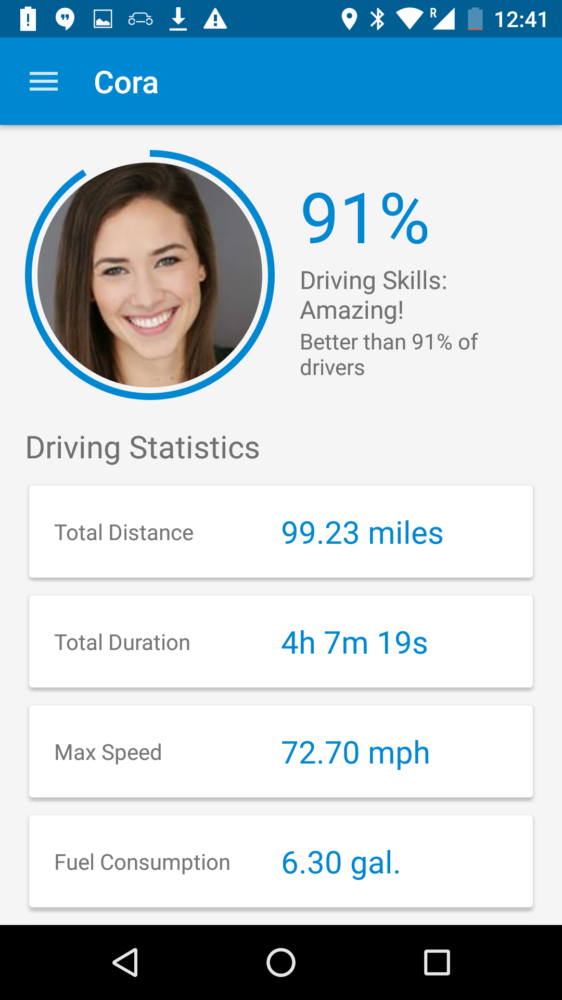 R 12:41
Cora
91%
Driving Skills:
Amazing!
Better than 91% of
drivers
Driving Statistics
Total Distance 99.23 miles
Total Duration 4h 7m 19s
Max Speed 72.70 mph
Fuel Consumption 6.30 gal.